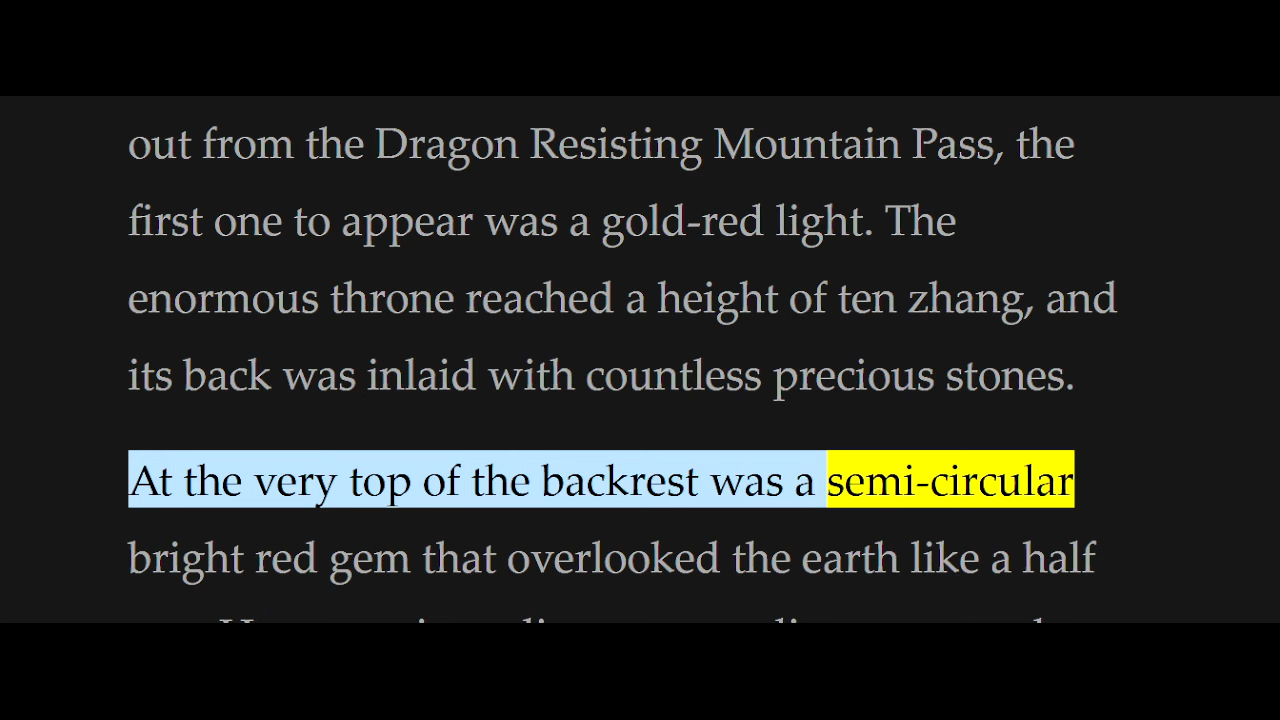 out from the Dragon Resisting Mountain Pass, the
first one to appear was a gold-red light. The
enormous throne reached a height of ten zhang, and
its back was inlaid with countless precious stones.
At the very top of the backrest was a semi-circular
bright red gem that overlooked the earth like a half